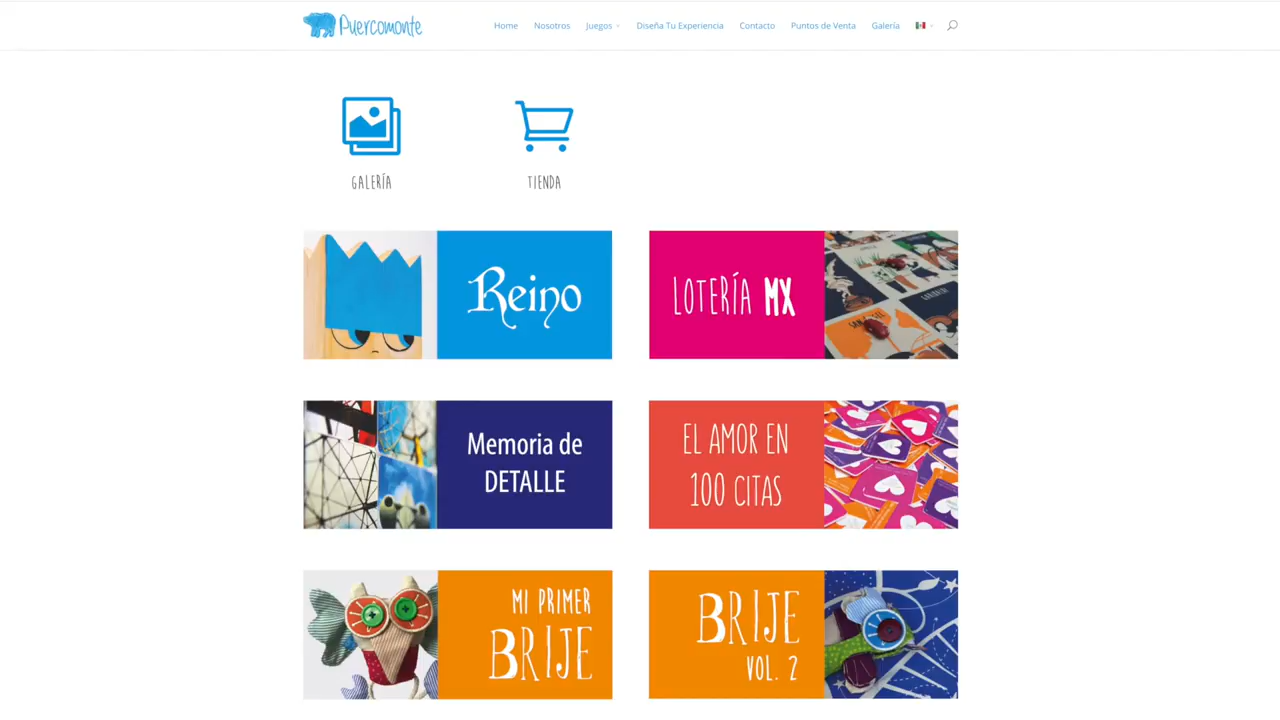 Puercomonte
Home Nosotros Juegos Diseña Tu Experiencia Contacto Puntos de Venta Galería
GALERÍA TIENDA
Reino
LOTERÍA MX
Memoria de
DETALLE
EL AMOR EN
100 CITAS
MI PRIMER
BRIJE
BRIJE
VOL. 2